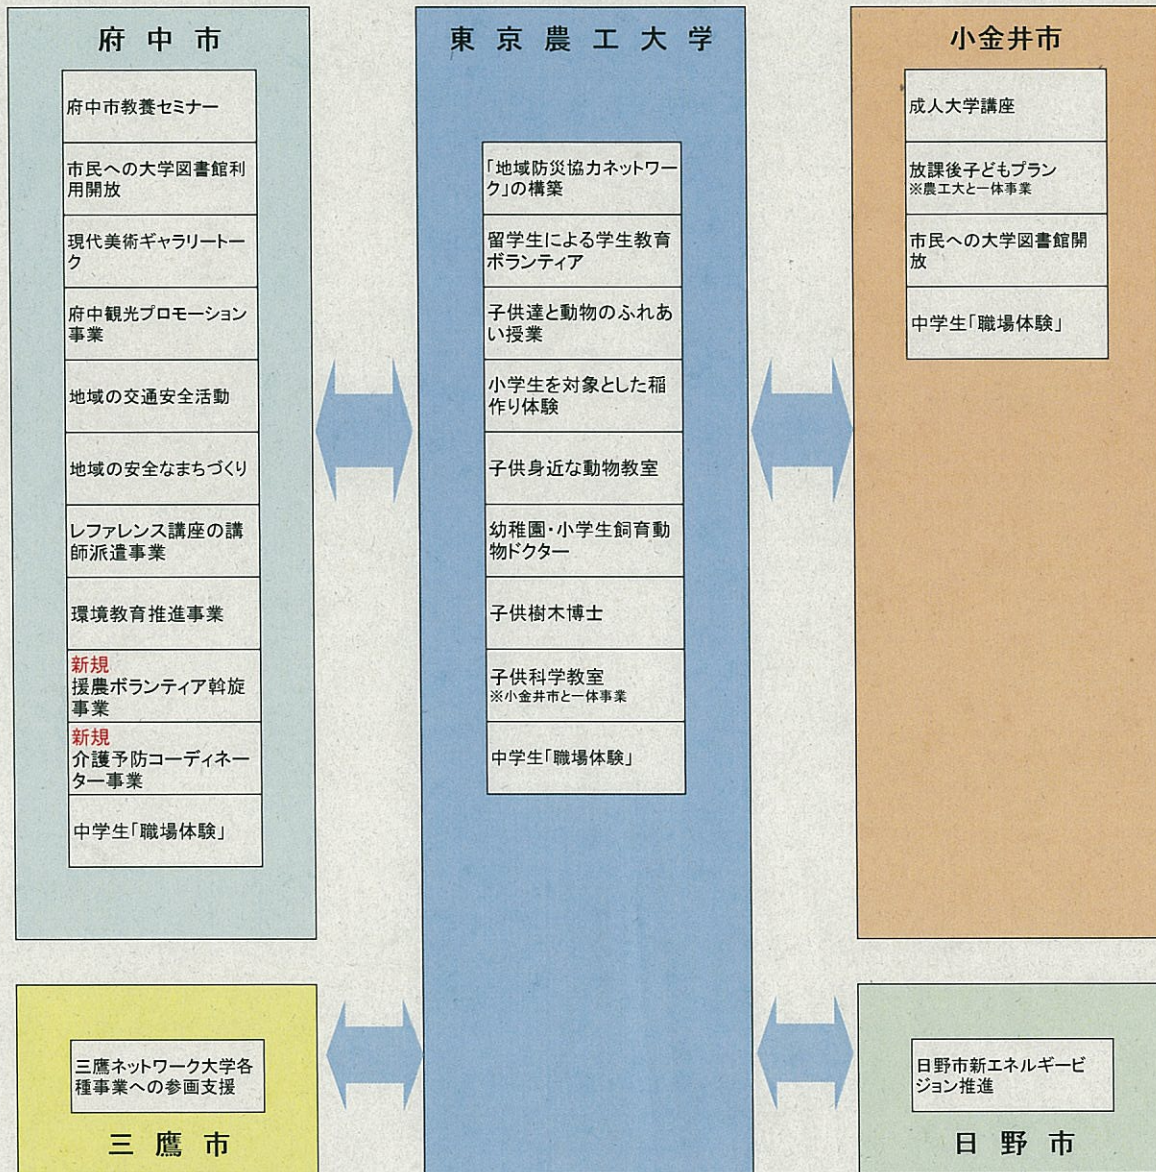 府中市
府中市教養セミナー
市民への大学図書館利
用開放
現代美術ギャラリートー
ク
府中観光プロモーション
事業
地域の交通安全活動
地域の安全なまちづくり
レファレンス講座の講
師派遣事業
環境教育推進事業
新規
援農ボランティア斡旋
事業
新規
介護予防コーディネー
ター事業
中学生「職場体験」
東京農工大学
「地域防災協力ネットワー
ク」の構築
留学生による学生教育
ボランティア
子供達と動物のふれあ
い授業
小学生を対象とした稲
作り体験
子供身近な動物教室
幼稚園・小学生飼育動
物ドクター
子供樹木博士
子供科学教室
※小金井市と一体事業
中学生「職場体験」
小金井市
成人大学講座
放課後子どもプラン
※農工大と一体事業
市民への大学図書館開
放
中学生「職場体験」
三鷹ネットワーク大学各
種事業への参画支援
三鷹市
日野市新エネルギービ
ジョン推進
日野市